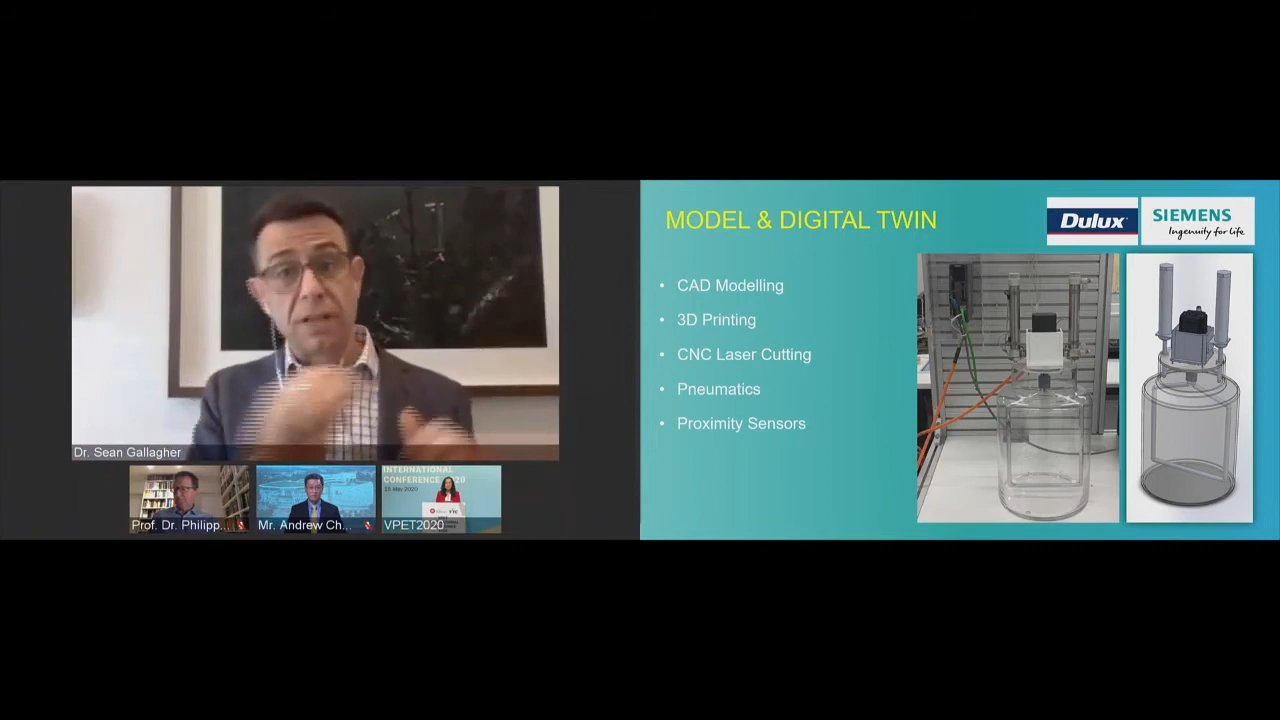 Dr. Sean Gallagher
Prof. Dr. Philipp...
Mr. Andrew Ch...
INTERNATIONAL
CONFERENCE 2020
VPET2020
MODEL & DIGITAL TWIN
Dulux
SIEMENS
Ingenuity for life
• CAD Modelling
• 3D Printing
• CNC Laser Cutting
• Pneumatics
• Proximity Sensors